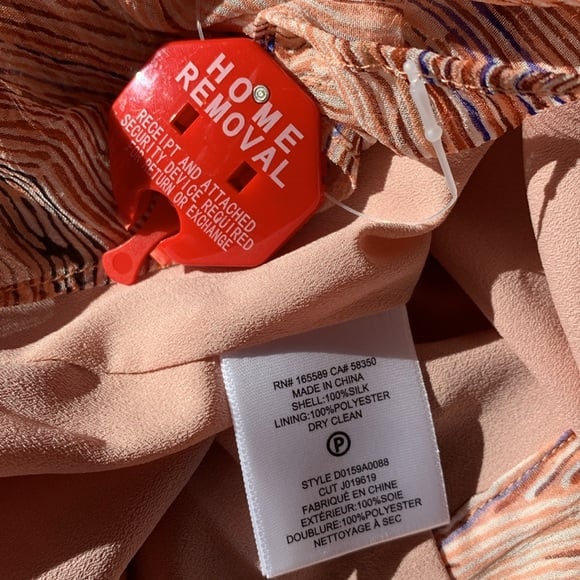 HOME
REMOVAL
RECEIPT AND ATTACHED
SECURITY DEVICE REQUIRED
FOR RETURN OR EXCHANGE
RN# 165589 CA# 58350
MADE IN CHINA
SHELL:100%SILK
LINING:100%POLYESTER
DRY CLEAN
P
STYLE D0159A0088
CUT J019619
FABRIQUÉ EN CHINE
EXTÉRIEUR:100%SOIE
DOUBLURE:100%POLYESTER
NETTOYAGE À SEC